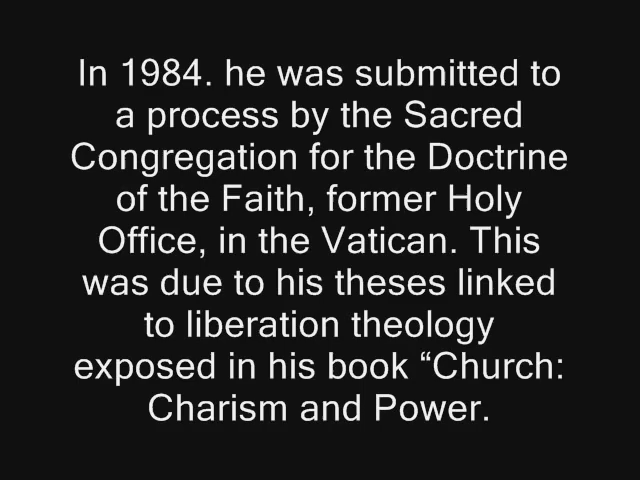 In 1984. he was submitted to
a process by the Sacred
Congregation for the Doctrine
of the Faith, former Holy
Office, in the Vatican. This
was due to his theses linked
to liberation theology
exposed in his book “Church:
Charism and Power.